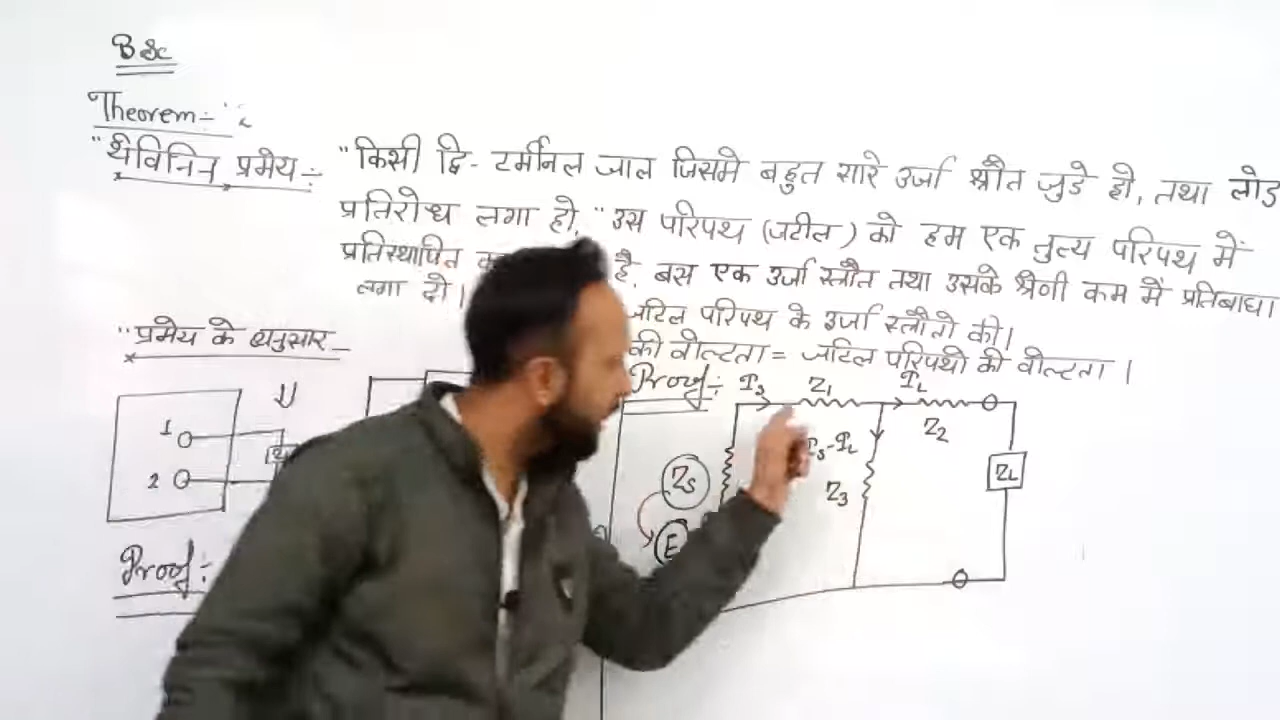 BSc
Theorem:-
"थेविनिन प्रमेय :- "किसी द्वि- टर्मीनल जाल जिसमे बहुत सारे उर्जा श्रौत जुडे हो, तथा लोड
प्रतिरोध लगा हो, "उस परिपथ (जटील) को हम एक तुल्य परिपथ में
प्रतिस्थापित है, बस एक उर्जा स्त्रौत तथा उसके श्रेणी कम में प्रतिबाधा।
लगा दो।
जटिल परिपथ के उर्जा स्त्रौतो की।
की वोल्टता = जटिल परिपथो की वोल्टता।
"प्रमेय के अनुसार
Proof:-
Is
Z1
IL
Z2
Is-IL
Z3
ZL
Zs
E
1
2
Proof: